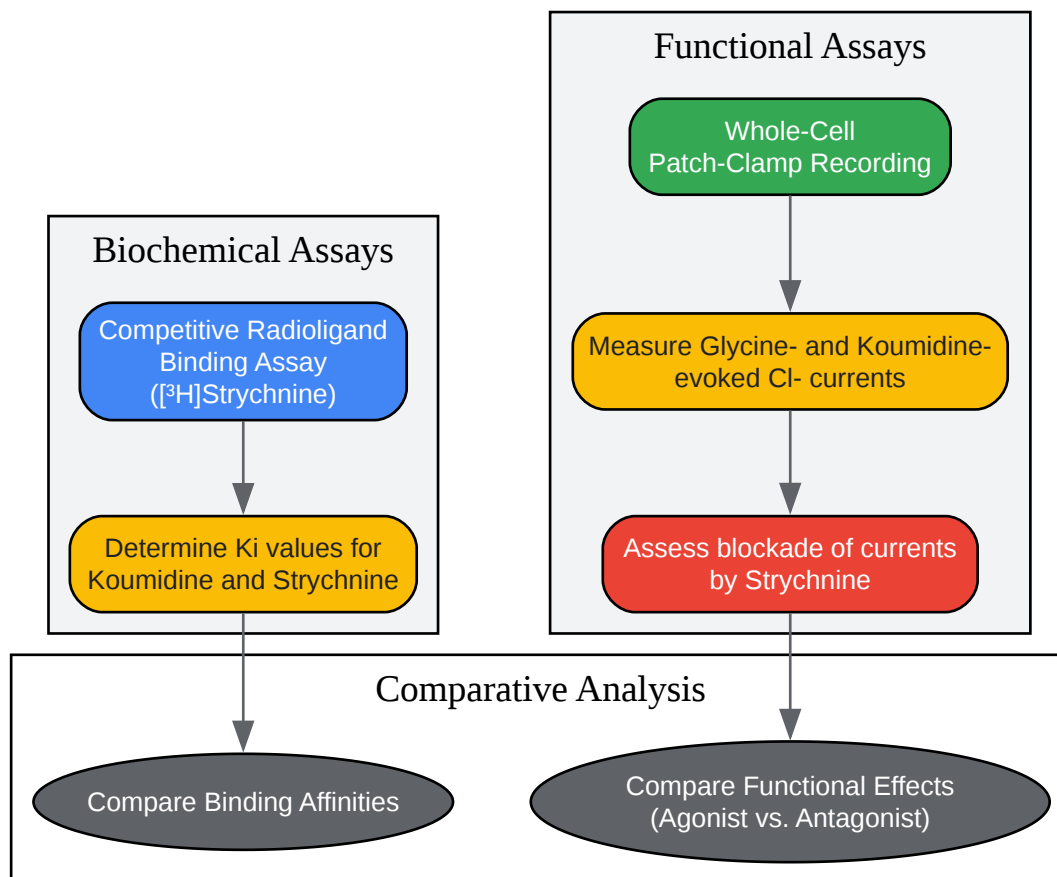 Biochemical Assays
Competitive Radioligand
Binding Assay
([³H]Strychnine)
Determine Ki values for
Koumidine and Strychnine
Functional Assays
Whole-Cell
Patch-Clamp Recording
Measure Glycine- and Koumidine-
evoked Cl- currents
Assess blockade of currents
by Strychnine
Comparative Analysis
Compare Binding Affinities
Compare Functional Effects
(Agonist vs. Antagonist)